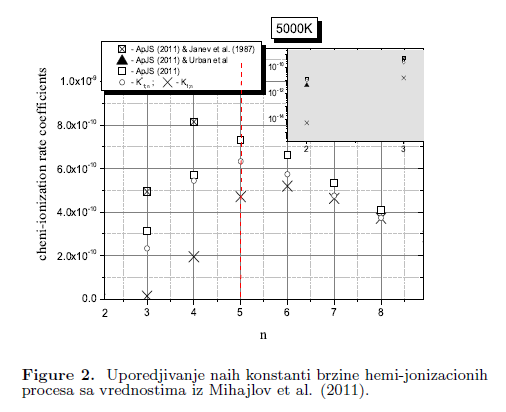 5000K
- ApJS (2011) & Janev et al. (1987)
- ApJS (2011) & Urban et al
- ApJS (2011)
chemi-ionization rate coefficients
1.0x10⁻⁹
8.0x10⁻¹⁰
6.0x10⁻¹⁰
4.0x10⁻¹⁰
2.0x10⁻¹⁰
0.0
10⁻¹⁰
10⁻¹²
10⁻¹⁴
2 3
2 3 4 5 6 7 8
n
Figure 2. Uporedjivanje naih konstanti brzine hemi-jonizacionih
procesa sa vrednostima iz Mihajlov et al. (2011).